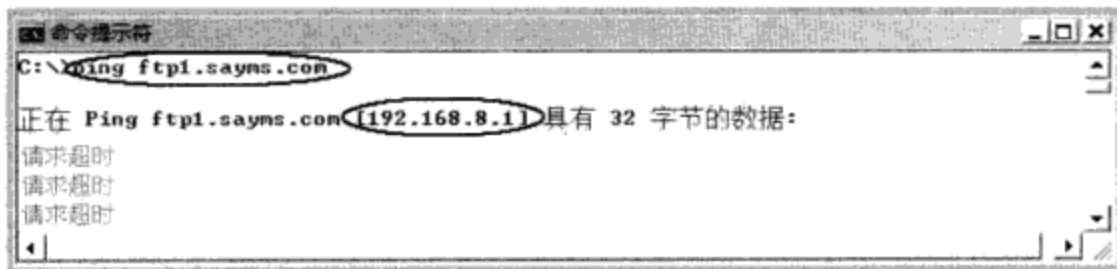 命令提示符
C:\>ping ftp1.sayms.com
正在 Ping ftp1.sayms.com [192.168.8.1] 具有 32 字节的数据:
请求超时
请求超时
请求超时